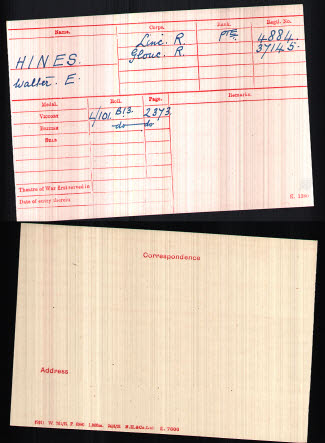 Name. Corps. Rank. Regtl. No.
HINES. Linc. R. Pte. 4884.
Walter. E. Glouc. R. 37145.
Medal. Roll. Page. Remarks.
Victory L/101. B13. 2373.
British -do- do
Star
Theatre of War first served in
Date of entry therein
Correspondence
Address